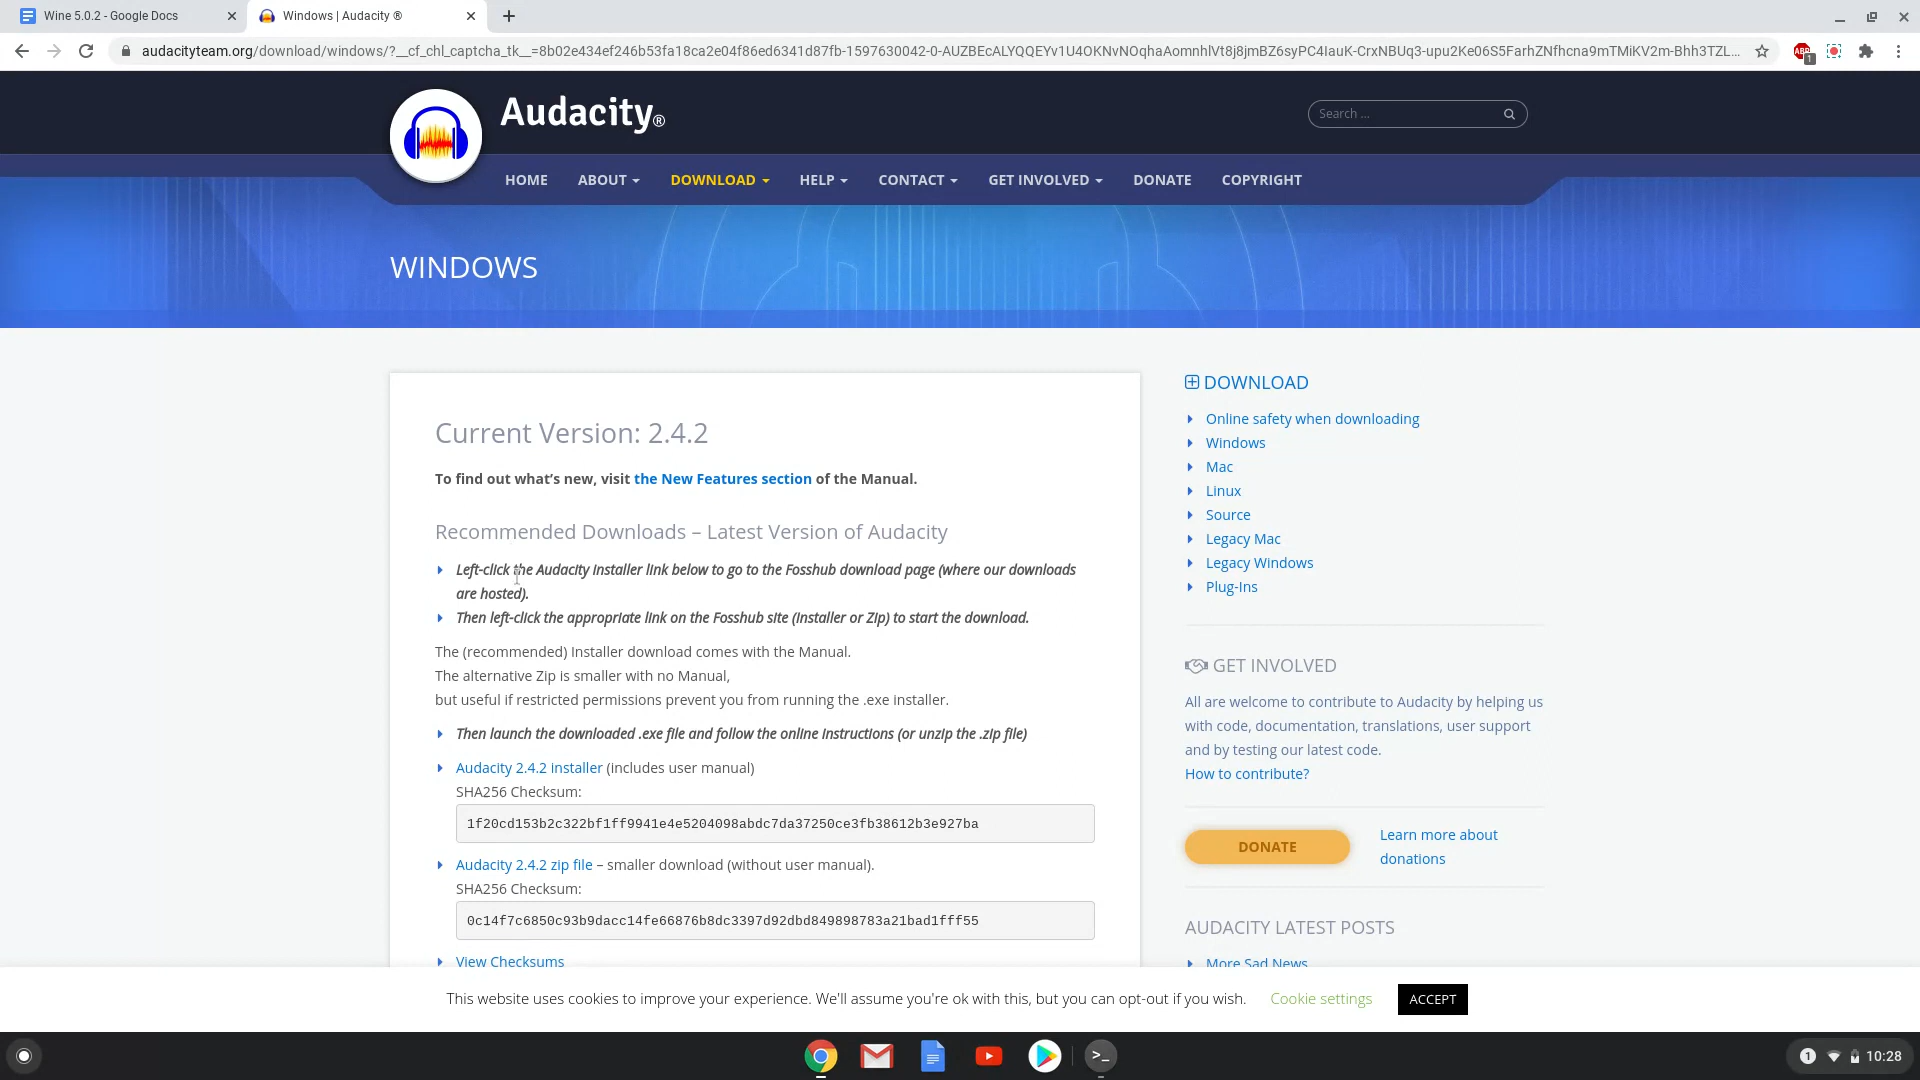 Wine 5.0.2 - Google Docs
Windows | Audacity ®
audacityteam.org/download/windows/?__cf_chl_captcha_tk__=8b02e434ef246b53fa18ca2e04f86ed6341d87fb-1597630042-0-AUZBEcALYQQEYv1U4OKNvNOqhaAomnhlVt8j8jmBZ6syPC4IauK-CrxNBUq3-upu2Ke06S5FarhZNfhcna9mTMiKV2m-Bhh3TZL...
ABP
1
Audacity®
Search ...
HOME
ABOUT
DOWNLOAD
HELP
CONTACT
GET INVOLVED
DONATE
COPYRIGHT
WINDOWS
Current Version: 2.4.2
To find out what's new, visit the New Features section of the Manual.
Recommended Downloads – Latest Version of Audacity
Left-click the Audacity Installer link below to go to the Fosshub download page (where our downloads
are hosted).
Then left-click the appropriate link on the Fosshub site (Installer or Zip) to start the download.
The (recommended) Installer download comes with the Manual.
The alternative Zip is smaller with no Manual,
but useful if restricted permissions prevent you from running the .exe installer.
Then launch the downloaded .exe file and follow the online instructions (or unzip the .zip file)
Audacity 2.4.2 installer (includes user manual)
SHA256 Checksum:
1f20cd153b2c322bf1ff9941e4e5204098abdc7da37250ce3fb38612b3e927ba
Audacity 2.4.2 zip file – smaller download (without user manual).
SHA256 Checksum:
0c14f7c6850c93b9dacc14fe66876b8dc3397d92dbd849898783a21bad1fff55
View Checksums
DOWNLOAD
Online safety when downloading
Windows
Mac
Linux
Source
Legacy Mac
Legacy Windows
Plug-Ins
GET INVOLVED
All are welcome to contribute to Audacity by helping us
with code, documentation, translations, user support
and by testing our latest code.
How to contribute?
DONATE
Learn more about
donations
AUDACITY LATEST POSTS
More Sad News
This website uses cookies to improve your experience. We'll assume you're ok with this, but you can opt-out if you wish.
Cookie settings
ACCEPT
>_
1
10:28